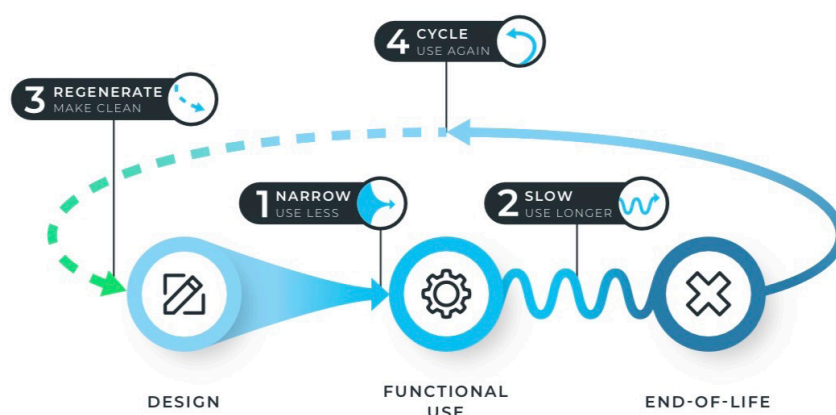 4 CYCLE
USE AGAIN
3 REGENERATE
MAKE CLEAN
1 NARROW
USE LESS
2 SLOW
USE LONGER
DESIGN
FUNCTIONAL
USE
END-OF-LIFE